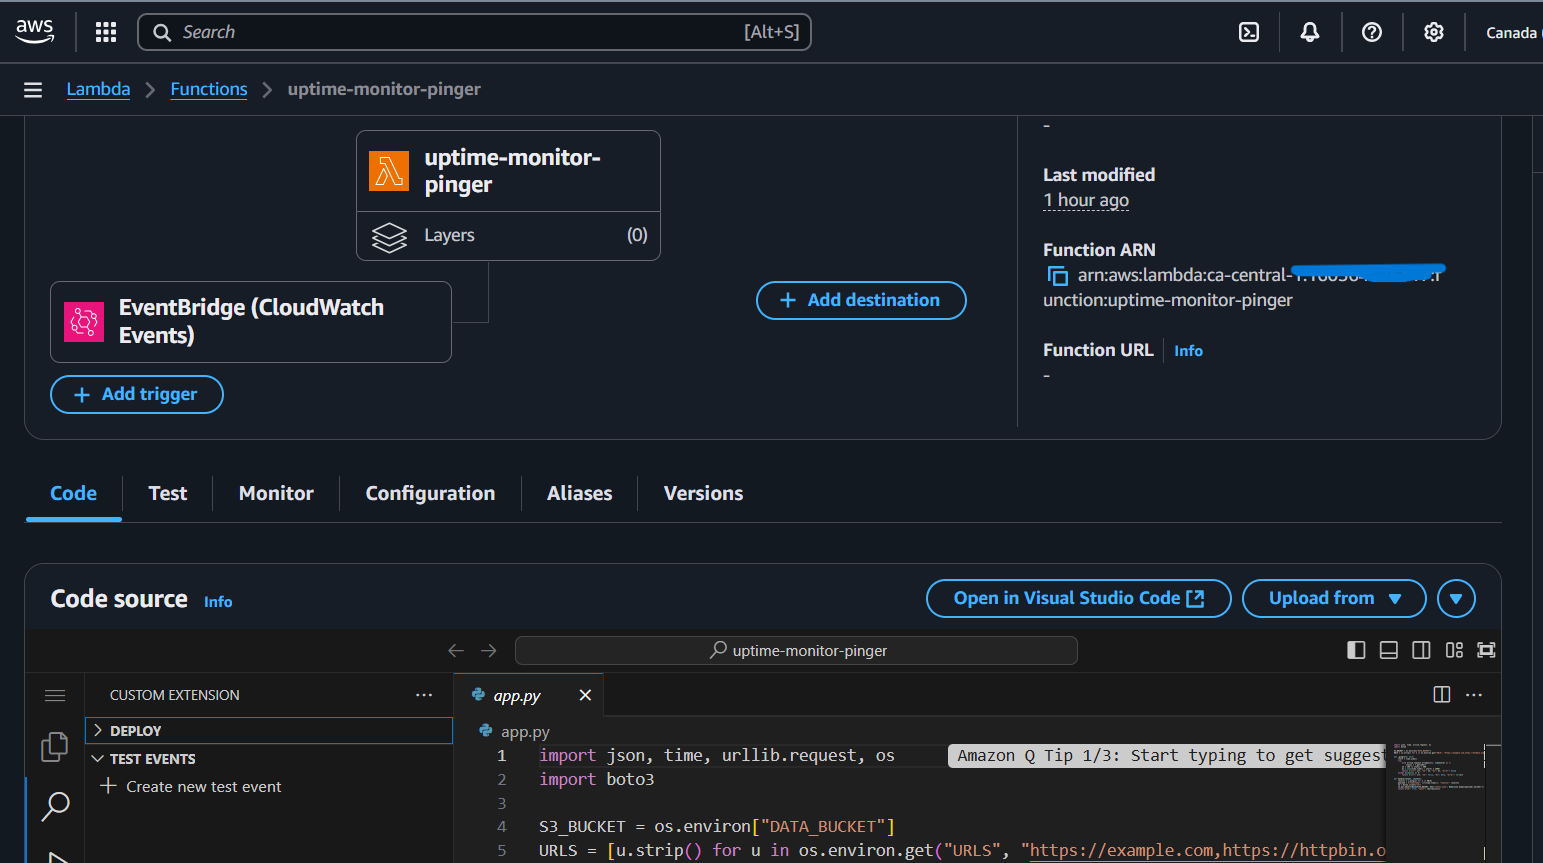 aws
Search
[Alt+S]
Canada
Lambda
Functions
uptime-monitor-pinger
uptime-monitor-
pinger
Layers
(0)
EventBridge (CloudWatch
Events)
+ Add trigger
+ Add destination
-
Last modified
1 hour ago
Function ARN
arn:aws:lambda:ca-central-
unction:uptime-monitor-pinger
Function URL
Info
-
Code
Test
Monitor
Configuration
Aliases
Versions
Code source
Info
Open in Visual Studio Code
Upload from
uptime-monitor-pinger
CUSTOM EXTENSION
...
DEPLOY
TEST EVENTS
+ Create new test event
app.py
app.py
1 import json, time, urllib.request, os
Amazon Q Tip 1/3: Start typing to get suggest
2 import boto3
3
4 S3_BUCKET = os.environ["DATA_BUCKET"]
5 URLS = [u.strip() for u in os.environ.get("URLS", "https://example.com,https://httpbin.o